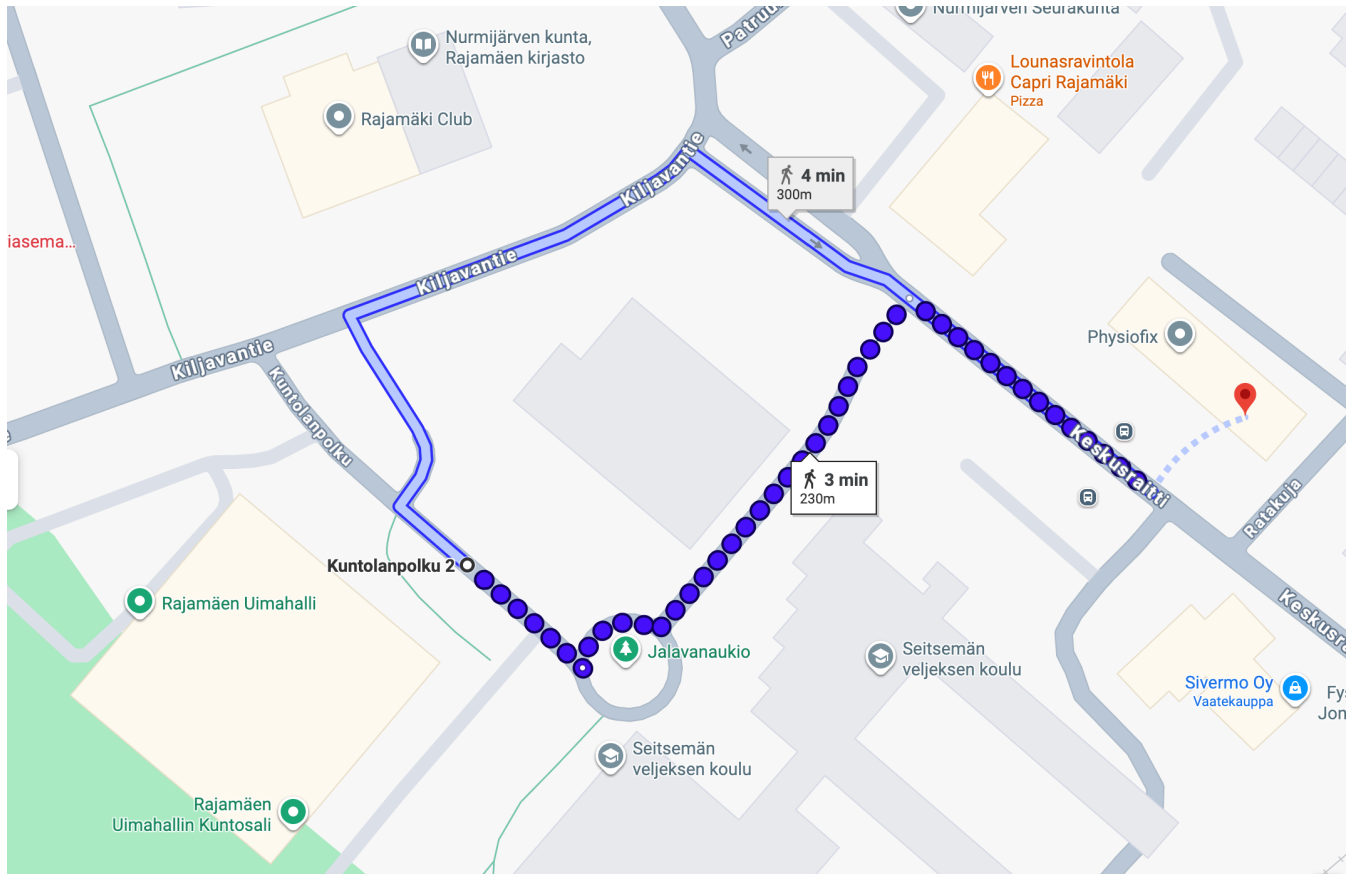 Nurmijärven Seurakunta
Nurmijärven kunta,
Rajamäen kirjasto
Lounasravintola
Capri Rajamäki
Pizza
Rajamäki Club
Kiljavantie
4 min
300m
iasema...
Kiljavantie
Kiljavantie
Physiofix
Kuntolanpolku
Keskusraitti
3 min
230m
Ratakuja
Kuntolanpolku 2
Rajamäen Uimahalli
Jalavanaukio
Seitsemän
veljeksen koulu
Sivermo Oy
Vaatekauppa
Seitsemän
veljeksen koulu
Rajamäen
Uimahallin Kuntosali